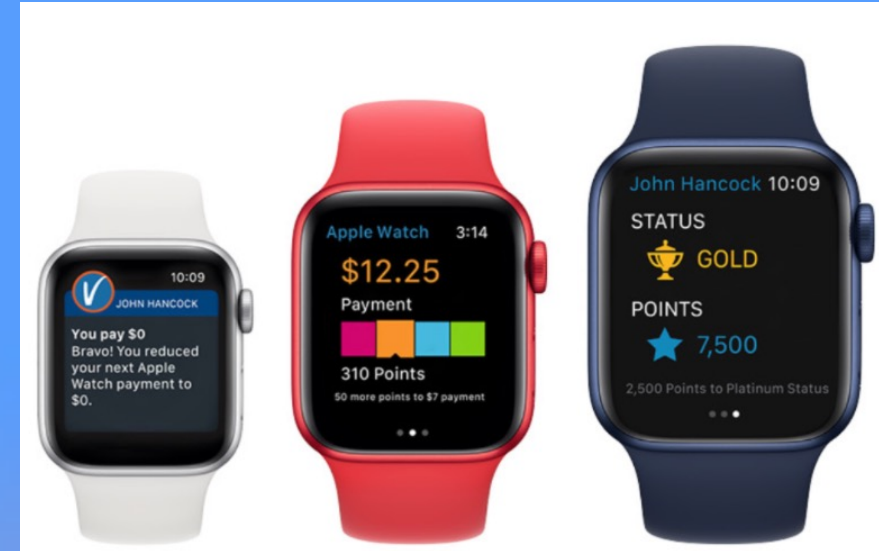 10:09
JOHN HANCOCK
You pay $0
Bravo! You reduced
your next Apple
Watch payment to
$0.
Apple Watch 3:14
$12.25
Payment
310 Points
50 more points to $7 payment
John Hancock 10:09
STATUS
GOLD
POINTS
7,500
2,500 Points to Platinum Status